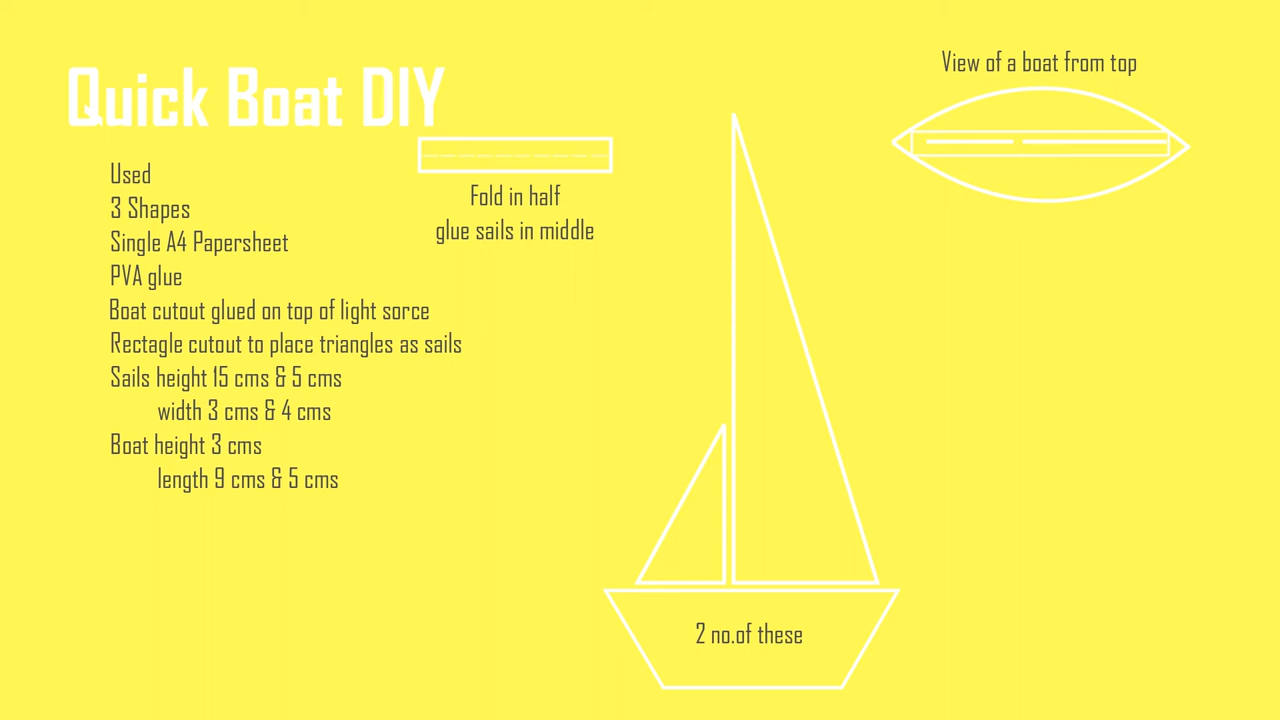 Quick Boat DIY
Used
3 Shapes
Single A4 Papersheet
PVA glue
Boat cutout glued on top of light sorce
Rectagle cutout to place triangles as sails
Sails height 15 cms & 5 cms
width 3 cms & 4 cms
Boat height 3 cms
length 9 cms & 5 cms
Fold in half
glue sails in middle
View of a boat from top
2 no.of these